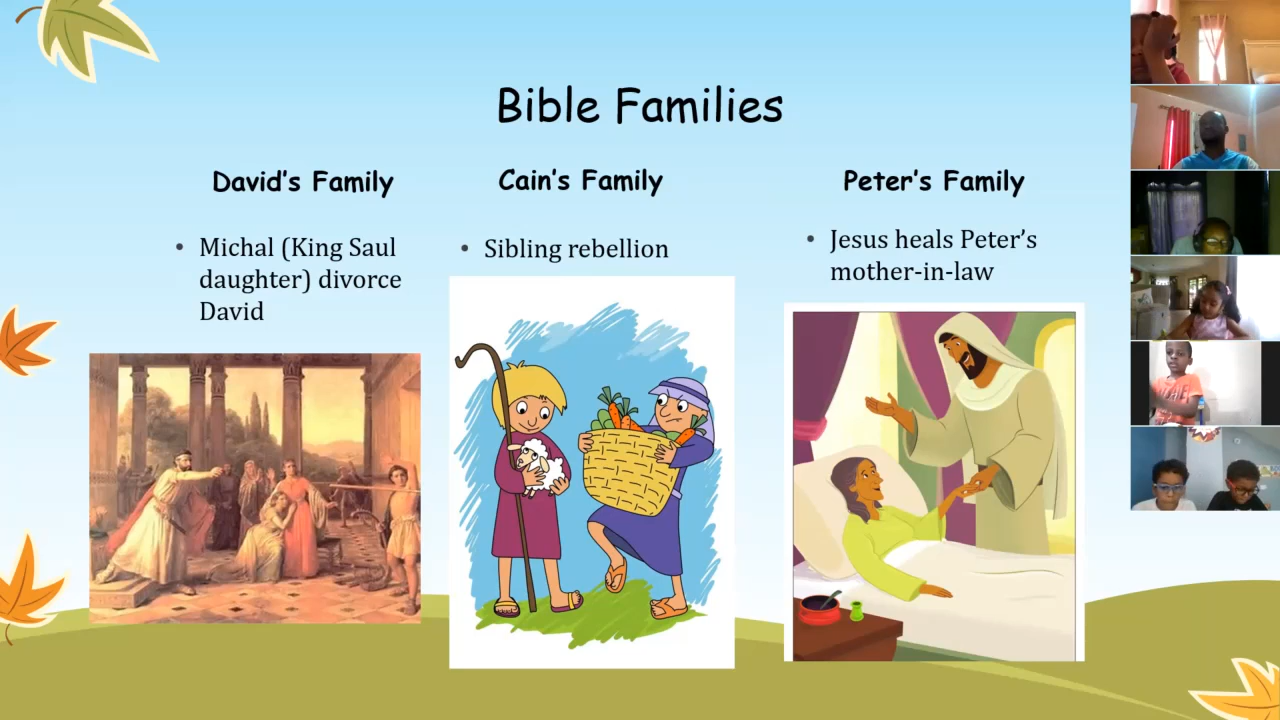 Bible Families
David's Family
• Michal (King Saul
daughter) divorce
David
Cain's Family
• Sibling rebellion
Peter's Family
• Jesus heals Peter's
mother-in-law